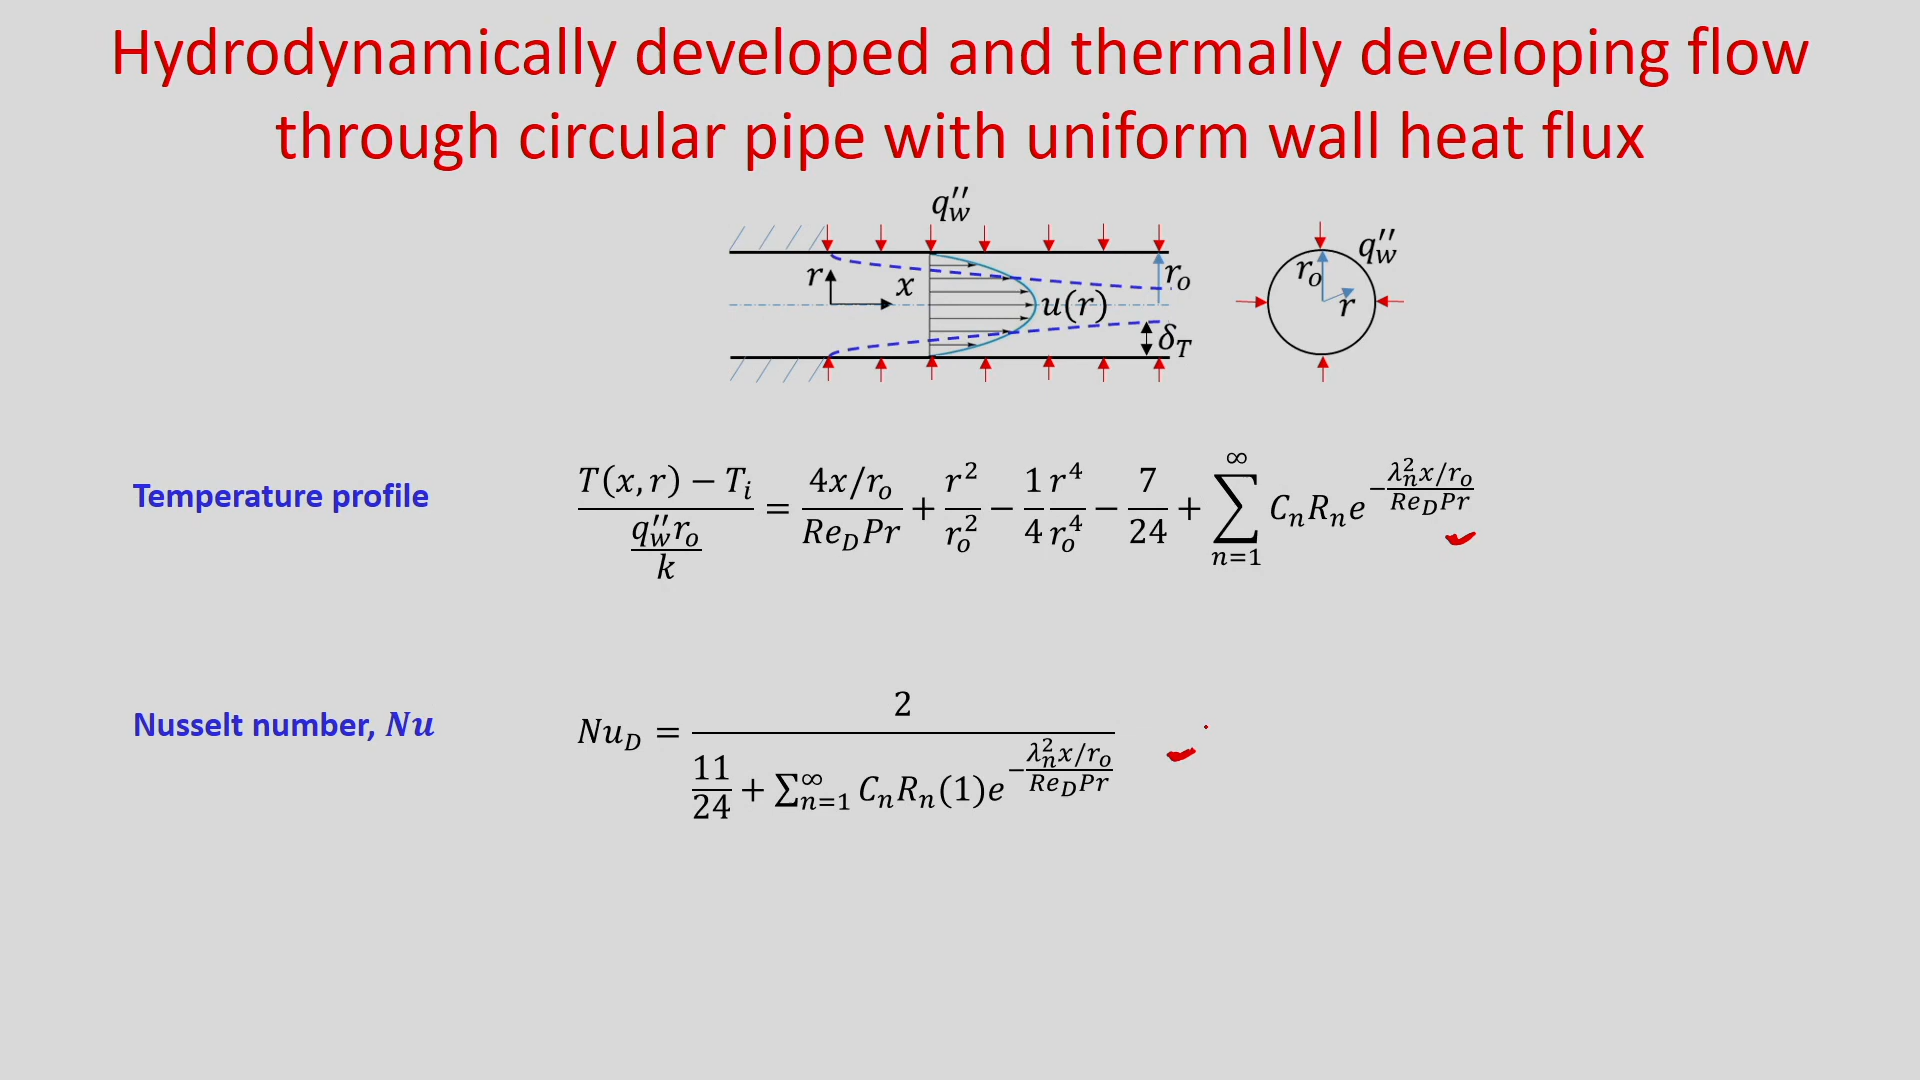 Hydrodynamically developed and thermally developing flow
through circular pipe with uniform wall heat flux
q''_w
q''_w
r x u(r) r_o δ_T
r_o r
Temperature profile (T(x, r) − T_i)/(q''_w r_o/k) = (4x/r_o)/(Re_D Pr) + r²/r_o² − 1/4 r⁴/r_o⁴ − 7/24 + ∑_{n=1}^{∞} C_n R_n e^{−(λ_n² x/r_o)/(Re_D Pr)}
Nusselt number, Nu Nu_D = 2/(11/24 + ∑_{n=1}^{∞} C_n R_n(1) e^{−(λ_n² x/r_o)/(Re_D Pr)})